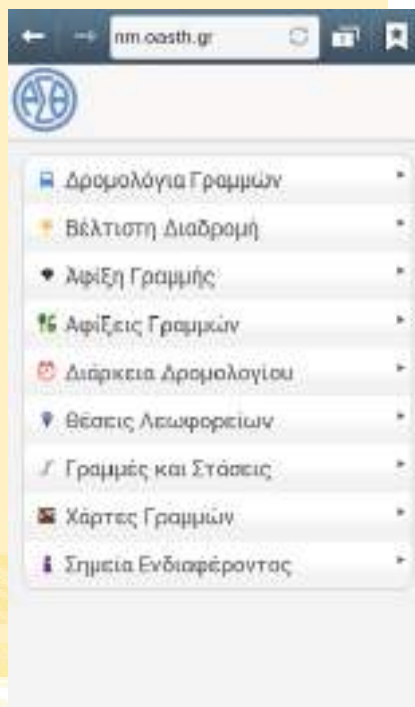 nm.oasth.gr
ΟΑΣΘ
Δρομολόγια Γραμμών
Βέλτιστη Διαδρομή
Άφιξη Γραμμής
Αφίξεις Γραμμών
Διάρκεια Δρομολογίου
Θέσεις Λεωφορείων
Γραμμές και Στάσεις
Χάρτες Γραμμών
Σημεία Ενδιαφέροντος